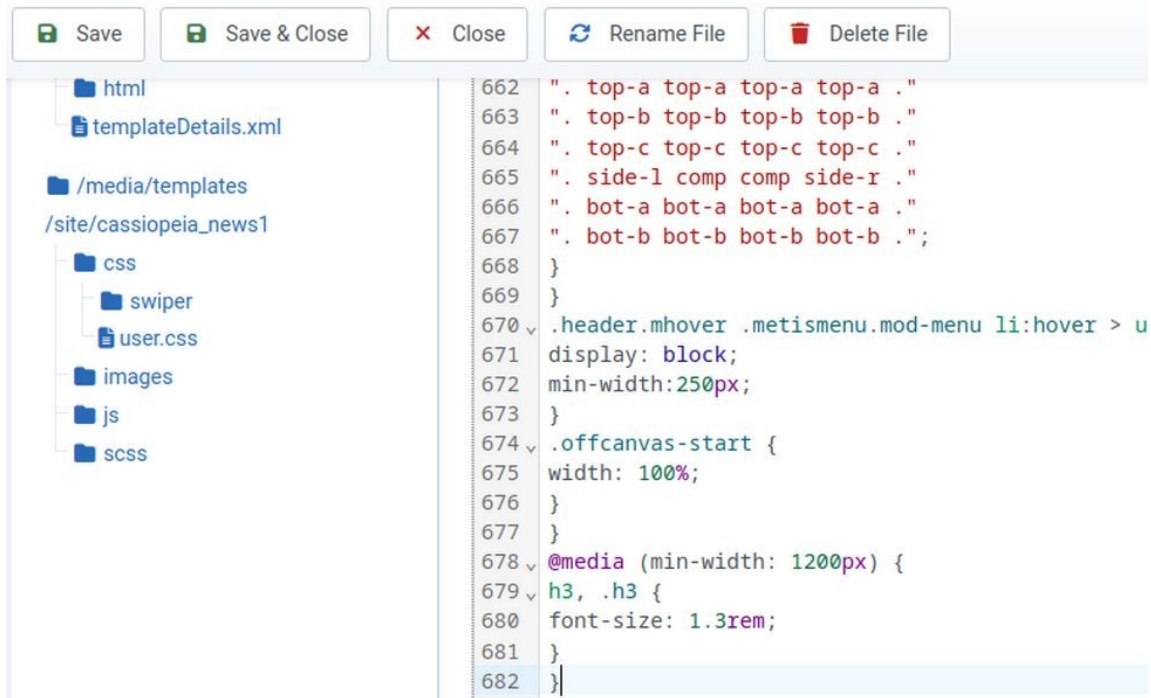 Save
Save & Close
Close
Rename File
Delete File
html
templateDetails.xml
/media/templates
/site/cassiopeia_news1
css
swiper
user.css
images
js
scss
662 ". top-a top-a top-a top-a ."
663 ". top-b top-b top-b top-b ."
664 ". top-c top-c top-c top-c ."
665 ". side-l comp comp side-r ."
666 ". bot-a bot-a bot-a bot-a ."
667 ". bot-b bot-b bot-b bot-b .";
668 }
669 }
670 .header.mhover .metismenu.mod-menu li:hover > u
671 display: block;
672 min-width:250px;
673 }
674 .offcanvas-start {
675 width: 100%;
676 }
677 }
678 @media (min-width: 1200px) {
679 h3, .h3 {
680 font-size: 1.3rem;
681 }
682 }